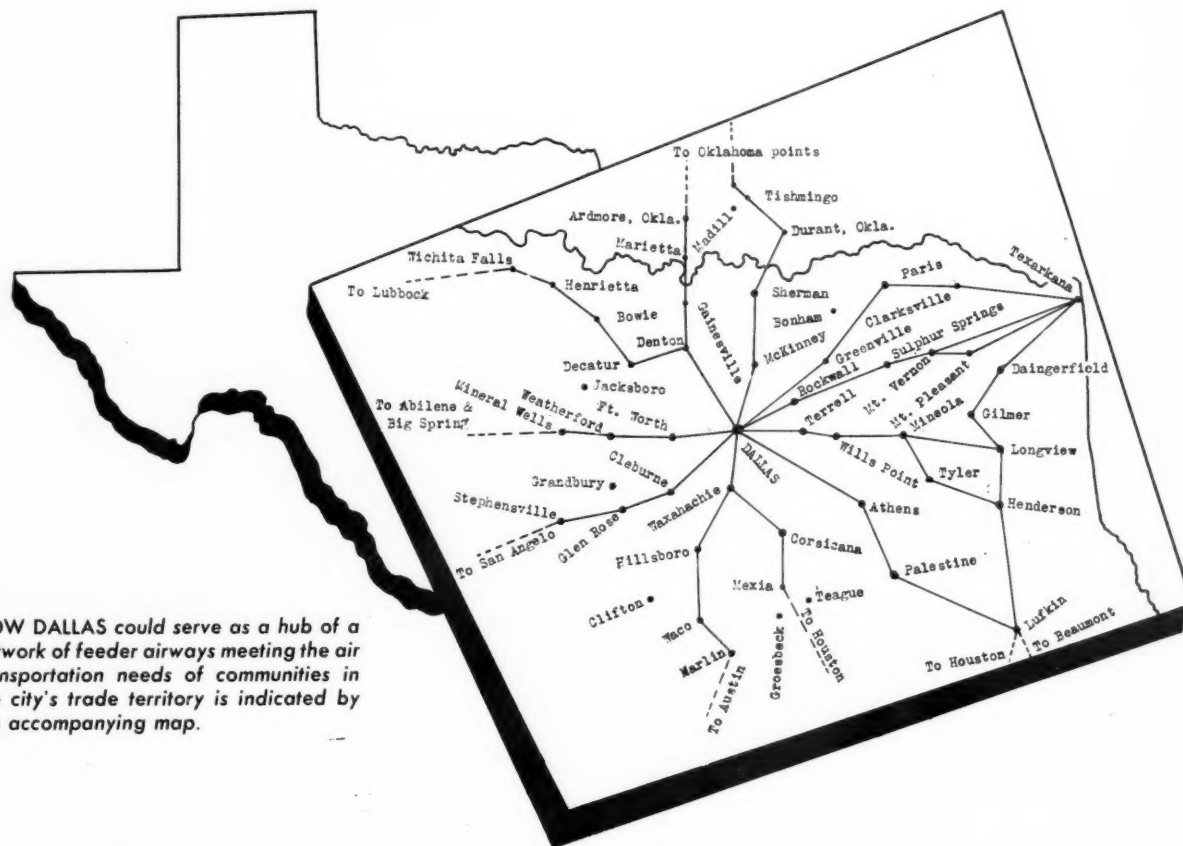 To Oklahoma points
Tishmingo
Ardmore, Okla.
Madill
Durant, Okla.
Marietta
Wichita Falls
Texarkana
Paris
To Lubbock
Henrietta
Sherman
Clarksville
Bowie
Gainesville
Bonham
Sulphur Springs
Denton
McKinney
Greenville
Decatur
Rockwall
Mt. Vernon
Daingerfield
Jacksboro
Mt. Pleasant
Mineral Wells
Weatherford
Ft. Worth
Terrell
Mineola
Gilmer
To Abilene &
Big Spring
DALLAS
Wills Point
Longview
Cleburne
Tyler
Grandbury
Stephensville
Waxahachie
Athens
Henderson
Glen Rose
To San Angelo
Hillsboro
Corsicana
Palestine
Mexia
Clifton
Teague
Waco
To Houston
Groesbeck
Lufkin
Marlin
To Beaumont
To Houston
To Austin
OW DALLAS could serve as a hub of a
twork of feeder airways meeting the air
nsportation needs of communities in
e city's trade territory is indicated by
accompanying map.